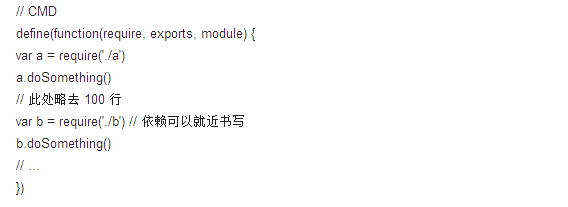 // CMD
define(function(require, exports, module) {
var a = require('./a')
a.doSomething()
// 此处略去 100 行
var b = require('./b') // 依赖可以就近书写
b.doSomething()
// ...
})